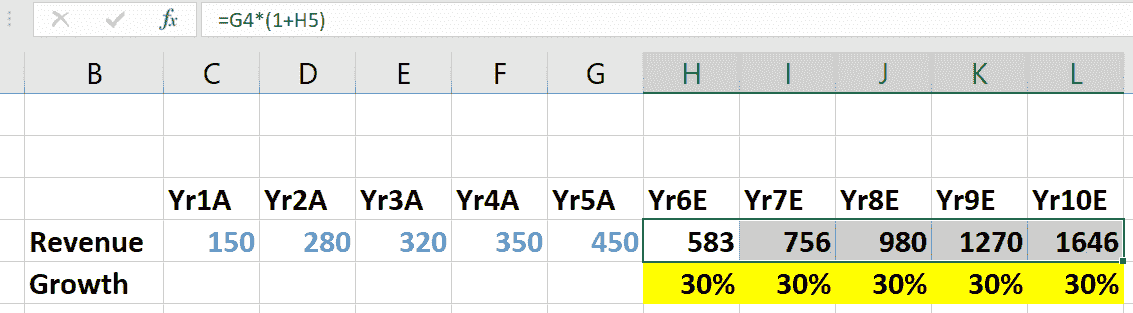 fx =G4*(1+H5)
B C D E F G H I J K L
Yr1A Yr2A Yr3A Yr4A Yr5A Yr6E Yr7E Yr8E Yr9E Yr10E
Revenue 150 280 320 350 450 583 756 980 1270 1646
Growth 30% 30% 30% 30% 30%